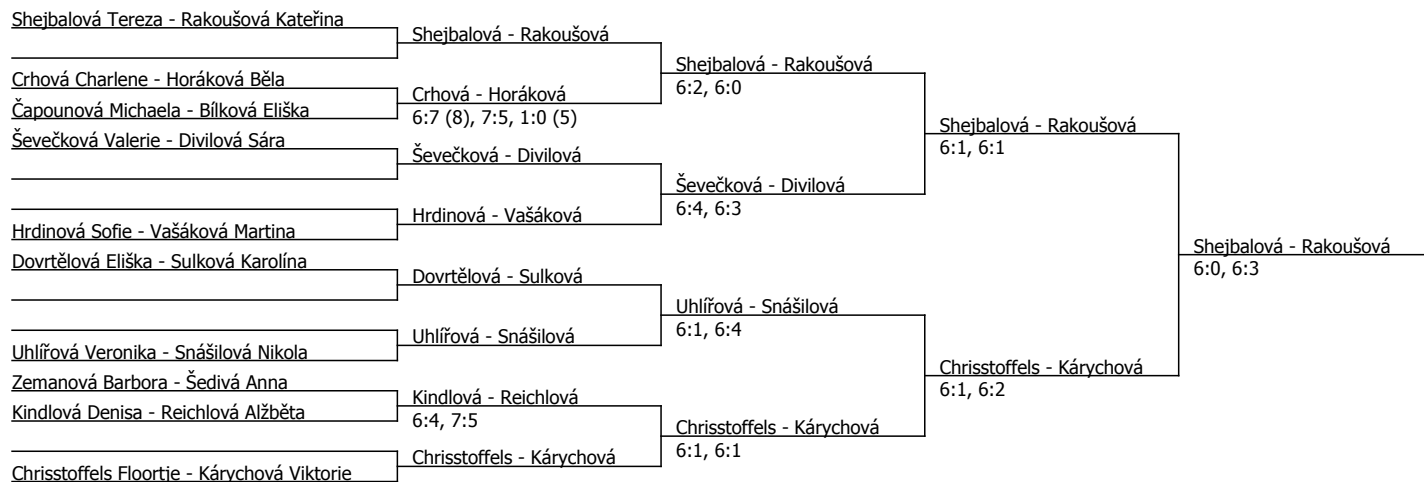 Shejbalová Tereza - Rakoušová Kateřina
Shejbalová - Rakoušová
Shejbalová - Rakoušová
6:2, 6:0
Crhová Charlene - Horáková Běla
Crhová - Horáková
6:7 (8), 7:5, 1:0 (5)
Čapounová Michaela - Bílková Eliška
Shejbalová - Rakoušová
6:1, 6:1
Ševečková Valerie - Divilová Sára
Ševečková - Divilová
Ševečková - Divilová
6:4, 6:3
Hrdinová - Vašáková
Hrdinová Sofie - Vašáková Martina
Shejbalová - Rakoušová
6:0, 6:3
Dovrtělová Eliška - Sulková Karolína
Dovrtělová - Sulková
Uhlířová - Snášilová
6:1, 6:4
Uhlířová - Snášilová
Uhlířová Veronika - Snášilová Nikola
Chrisstoffels - Kárychová
6:1, 6:2
Zemanová Barbora - Šedivá Anna
Kindlová - Reichlová
6:4, 7:5
Kindlová Denisa - Reichlová Alžběta
Chrisstoffels - Kárychová
6:1, 6:1
Chrisstoffels - Kárychová
Chrisstoffels Floortje - Kárychová Viktorie